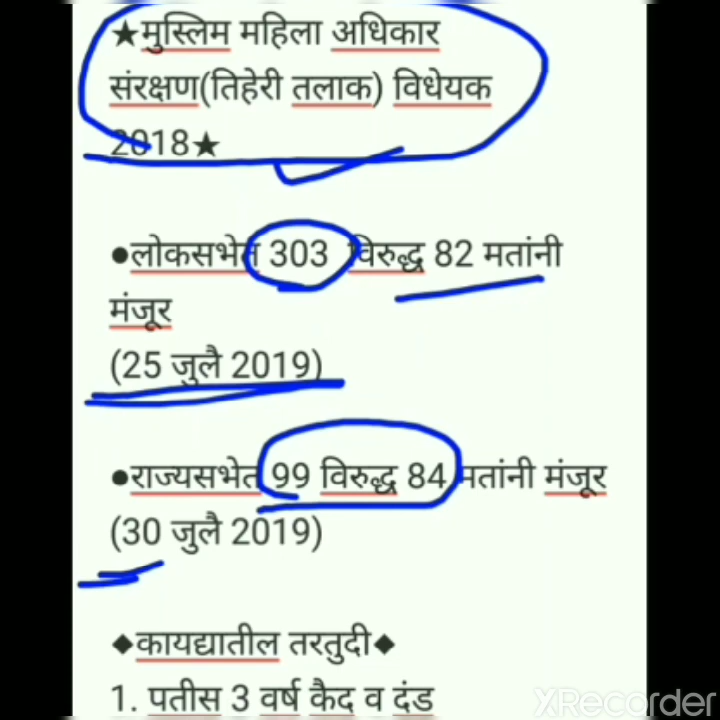 ★मुस्लिम महिला अधिकार
संरक्षण(तिहेरी तलाक) विधेयक
2018★
●लोकसभेत 303 विरुद्ध 82 मतांनी
मंजूर
(25 जुलै 2019)
●राज्यसभेत 99 विरुद्ध 84 मतांनी मंजूर
(30 जुलै 2019)
◆कायद्यातील तरतुदी◆
1. पतीस 3 वर्ष कैद व दंड
XRecorder